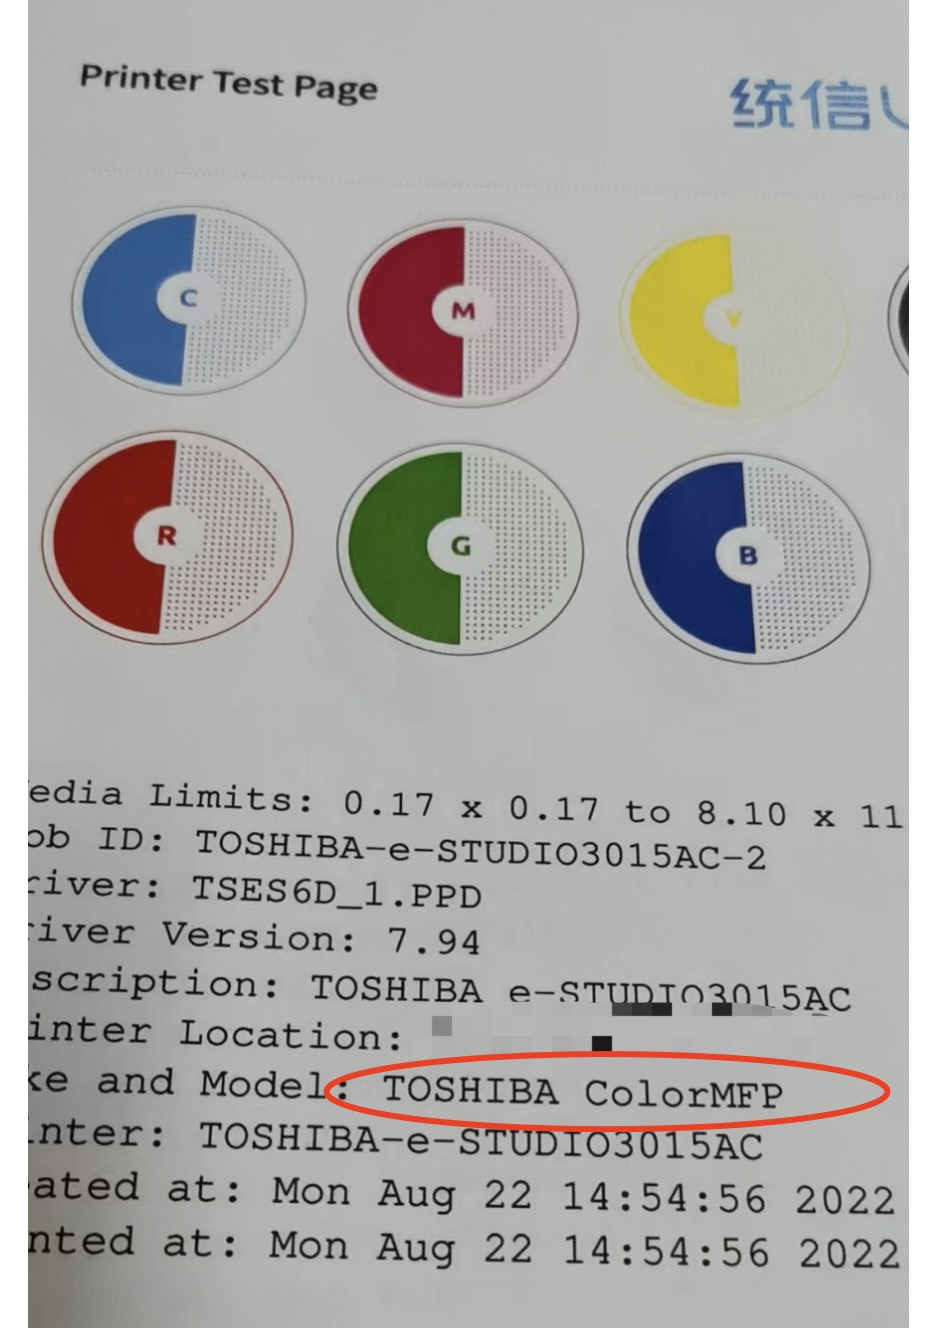 Printer Test Page
统信U
C
M
Y
R
G
B
edia Limits: 0.17 x 0.17 to 8.10 x 11
ob ID: TOSHIBA-e-STUDIO3015AC-2
river: TSES6D_1.PPD
river Version: 7.94
scription: TOSHIBA e-STUDIO3015AC
inter Location:
ke and Model: TOSHIBA ColorMFP
inter: TOSHIBA-e-STUDIO3015AC
ated at: Mon Aug 22 14:54:56 2022
nted at: Mon Aug 22 14:54:56 2022